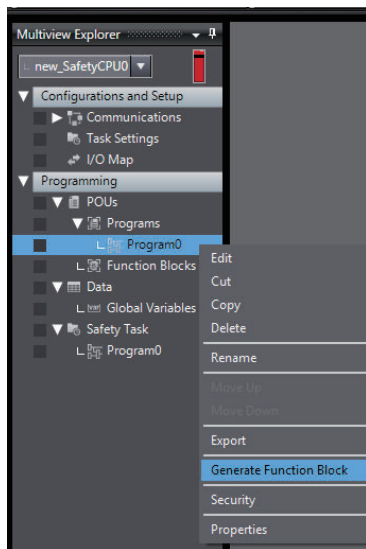 Multiview Explorer
new_SafetyCPU0
Configurations and Setup
Communications
Task Settings
I/O Map
Programming
POUs
Programs
Program0
Function Blocks
Data
Global Variables
Safety Task
Program0
Edit
Cut
Copy
Delete
Rename
Move Up
Move Down
Export
Generate Function Block
Security
Properties